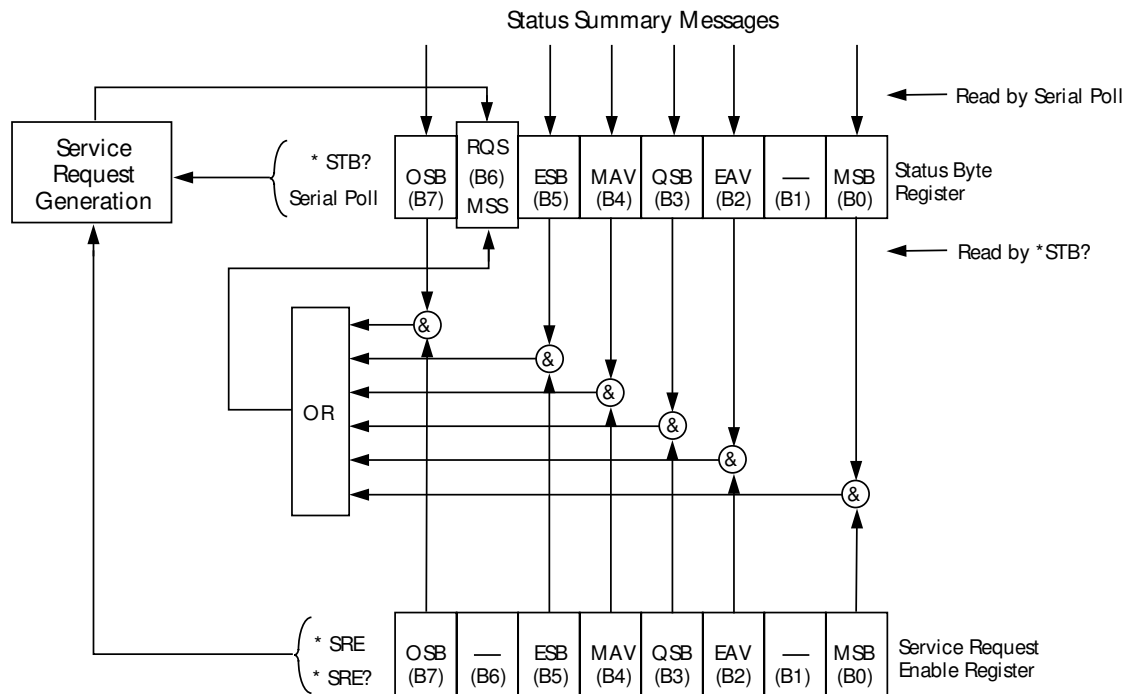 Status Summary Messages
Read by Serial Poll
Service
Request
Generation
* STB?
Serial Poll
OSB
(B7)
RQS
(B6)
MSS
ESB
(B5)
MAV
(B4)
QSB
(B3)
EAV
(B2)
—
(B1)
MSB
(B0)
Status Byte
Register
Read by *STB?
&
&
&
&
&
&
OR
* SRE
* SRE?
OSB
(B7)
—
(B6)
ESB
(B5)
MAV
(B4)
QSB
(B3)
EAV
(B2)
—
(B1)
MSB
(B0)
Service Request
Enable Register